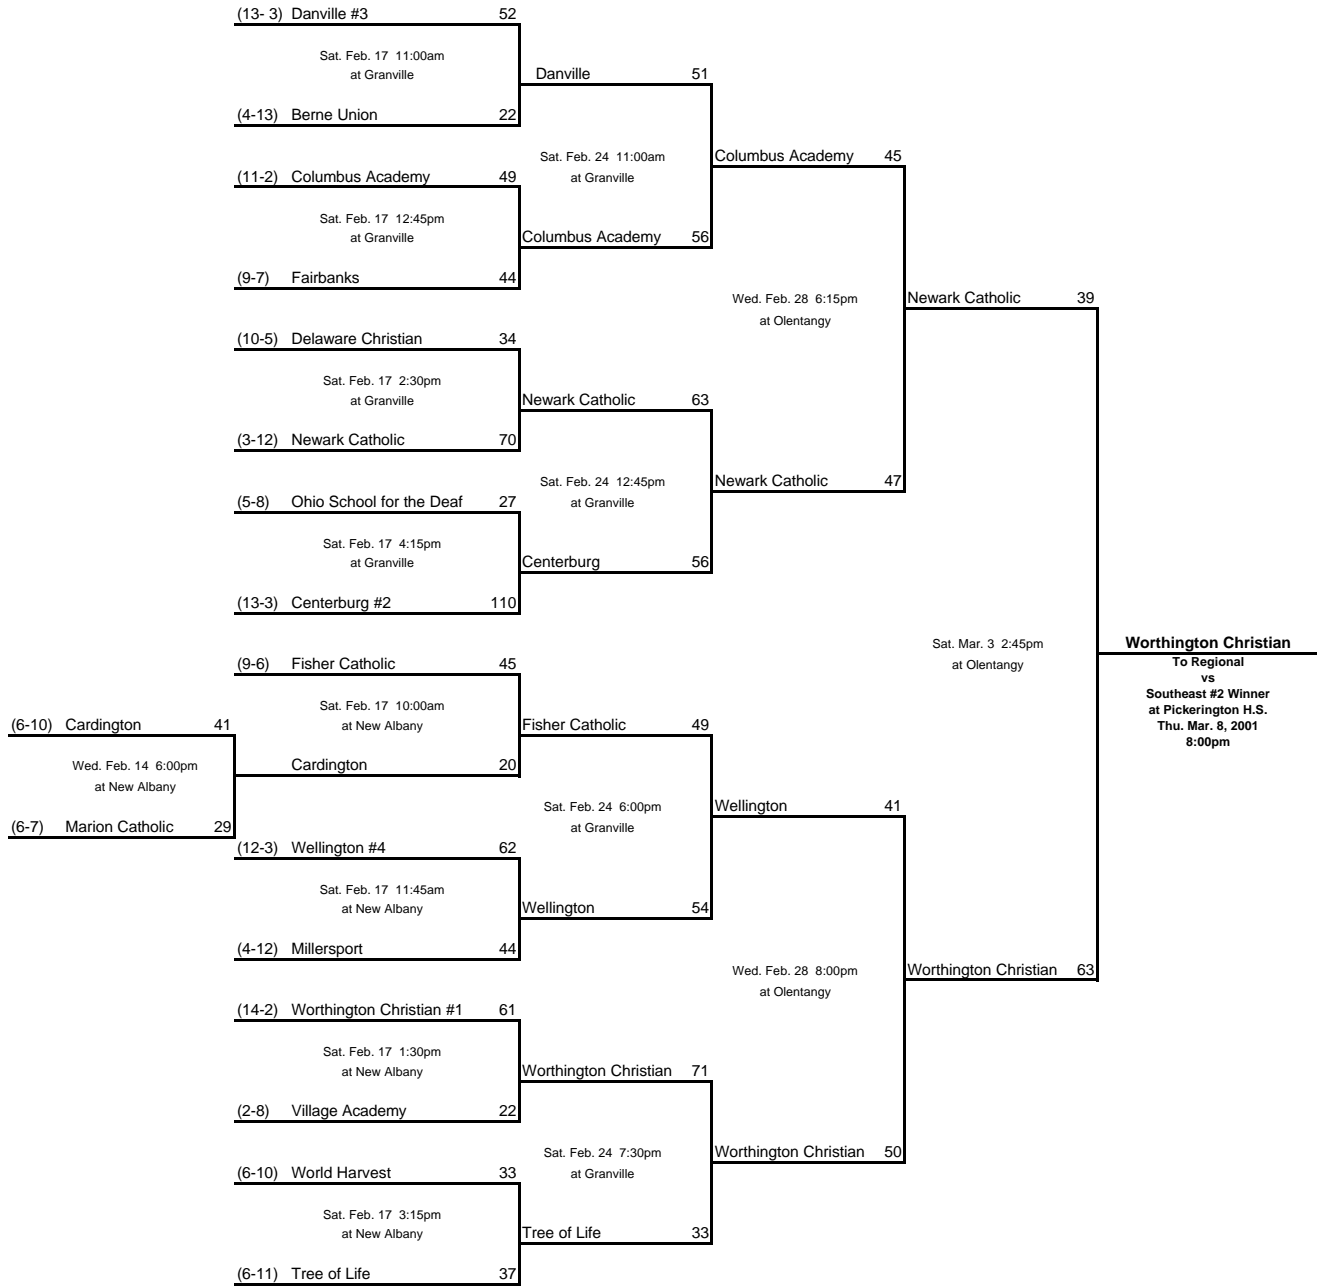 (13- 3) Danville #3 52
Sat. Feb. 17 11:00am
at Granville
(4-13) Berne Union 22
Danville 51
Sat. Feb. 24 11:00am
at Granville
(11-2) Columbus Academy 49
Sat. Feb. 17 12:45pm
at Granville
(9-7) Fairbanks 44
Columbus Academy 56
Columbus Academy 45
Wed. Feb. 28 6:15pm
at Olentangy
(10-5) Delaware Christian 34
Sat. Feb. 17 2:30pm
at Granville
(3-12) Newark Catholic 70
Newark Catholic 63
Sat. Feb. 24 12:45pm
at Granville
(5-8) Ohio School for the Deaf 27
Sat. Feb. 17 4:15pm
at Granville
(13-3) Centerburg #2 110
Centerburg 56
Newark Catholic 47
Newark Catholic 39
Sat. Mar. 3 2:45pm
at Olentangy
(6-10) Cardington 41
Wed. Feb. 14 6:00pm
at New Albany
(6-7) Marion Catholic 29
(9-6) Fisher Catholic 45
Sat. Feb. 17 10:00am
at New Albany
Cardington 20
Fisher Catholic 49
Sat. Feb. 24 6:00pm
at Granville
(12-3) Wellington #4 62
Sat. Feb. 17 11:45am
at New Albany
(4-12) Millersport 44
Wellington 54
Wellington 41
Wed. Feb. 28 8:00pm
at Olentangy
(14-2) Worthington Christian #1 61
Sat. Feb. 17 1:30pm
at New Albany
(2-8) Village Academy 22
Worthington Christian 71
Sat. Feb. 24 7:30pm
at Granville
(6-10) World Harvest 33
Sat. Feb. 17 3:15pm
at New Albany
(6-11) Tree of Life 37
Tree of Life 33
Worthington Christian 50
Worthington Christian 63
Worthington Christian
To Regional
vs
Southeast #2 Winner
at Pickerington H.S.
Thu. Mar. 8, 2001
8:00pm